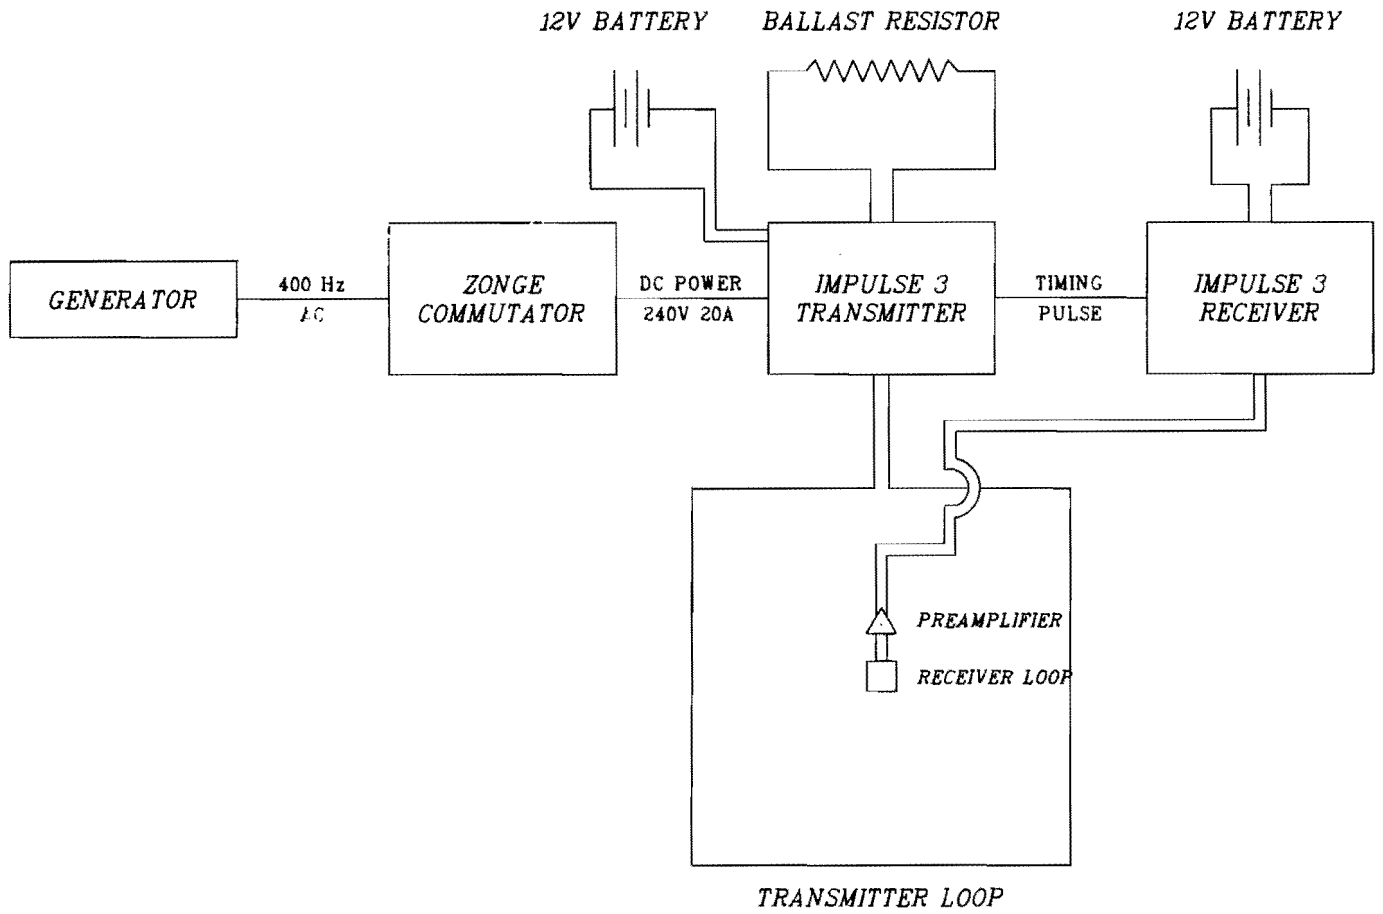 12V BATTERY
BALLAST RESISTOR
12V BATTERY
GENERATOR
400 Hz
AC
ZONGE
COMMUTATOR
DC POWER
240V 20A
IMPULSE 3
TRANSMITTER
TIMING
PULSE
IMPULSE 3
RECEIVER
PREAMPLIFIER
RECEIVER LOOP
TRANSMITTER LOOP